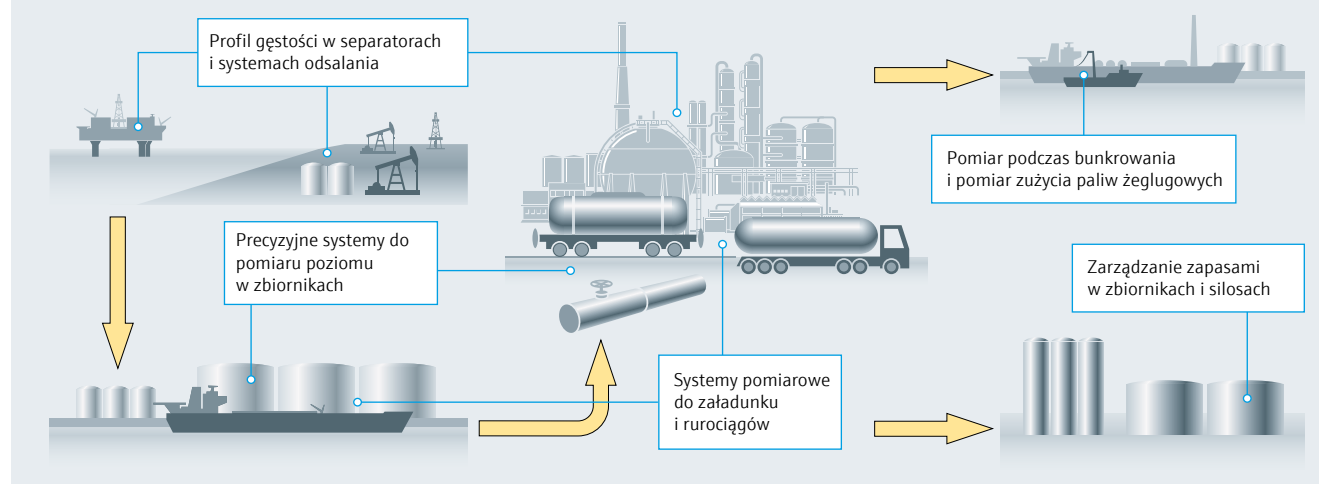 Profil gęstości w separatorach
i systemach odsalania
Pomiar podczas bunkrowania
i pomiar zużycia paliw żeglugowych
Precyzyjne systemy do
pomiaru poziomu
w zbiornikach
Zarządzanie zapasami
w zbiornikach i silosach
Systemy pomiarowe
do załadunku
i rurociągów